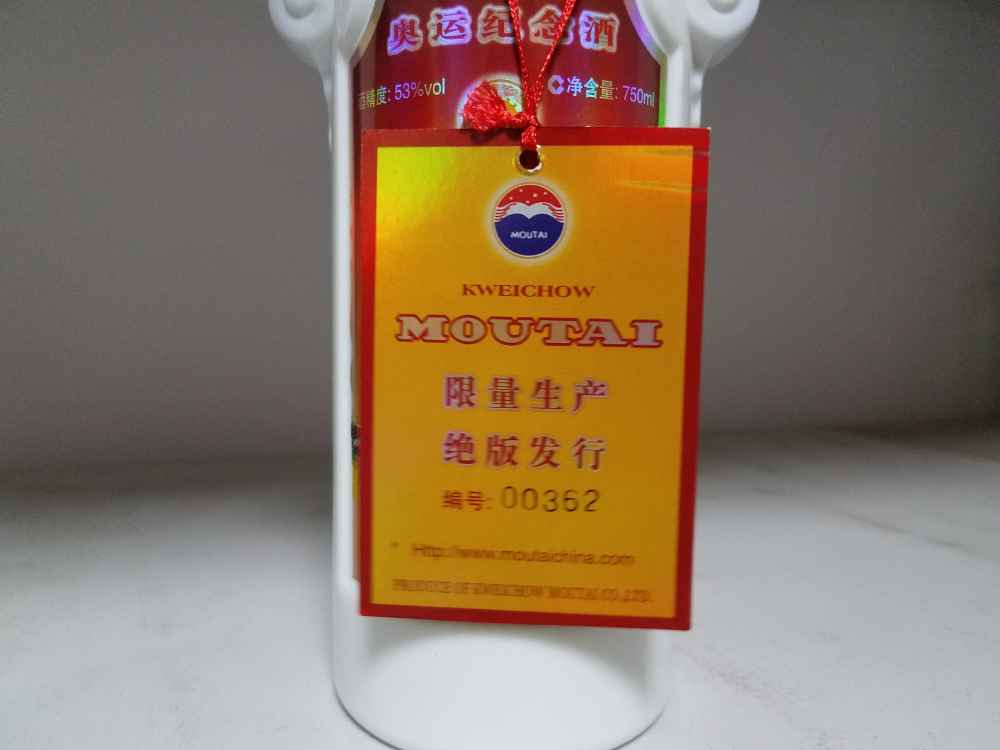 奥运纪念酒
酒精度: 53%vol
净含量: 750ml
MOUTAI
KWEICHOW
MOUTAI
限量生产
绝版发行
编号: 00362
Http://www.moutaichina.com
PRODUCE OF KWEICHOW MOUTAI CO.,LTD.